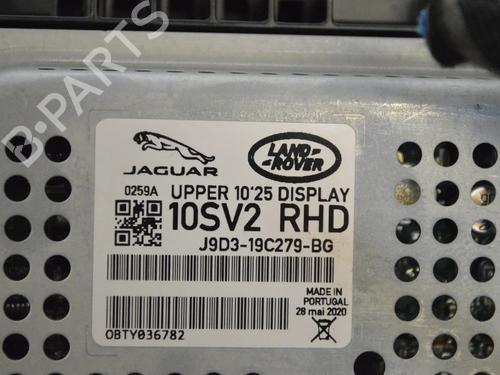 B-PARTS
JAGUAR
LAND-
ROVER
0259A
UPPER 10'25 DISPLAY
10SV2 RHD
J9D3-19C279-BG
MADE IN
PORTUGAL
28 mai 2020
OBTY036782